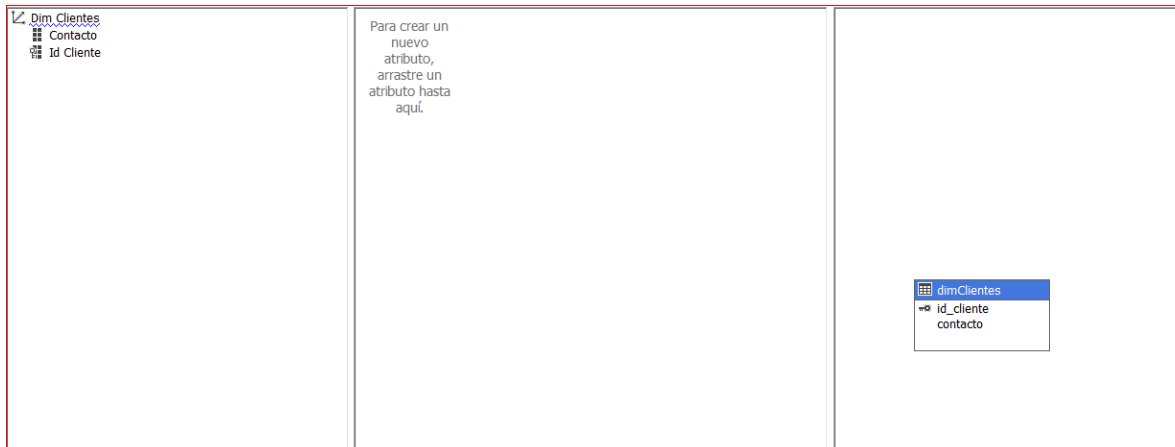 Dim Clientes
Contacto
Id Cliente
Para crear un
nuevo
atributo,
arrastre un
atributo hasta
aquí.
dimClientes
id_cliente
contacto